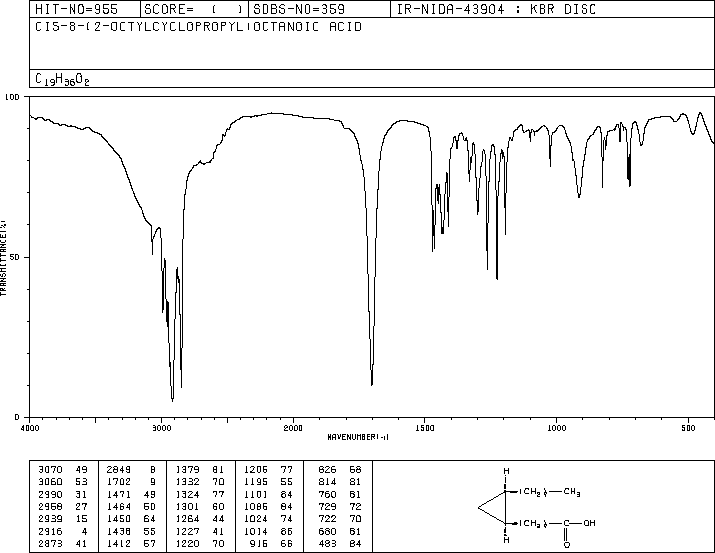 HIT-NO=955 SCORE= ( ) SDBS-NO=359 IR-NIDA-43904 : KBR DISC
CIS-8-(2-OCTYLCYCLOPROPYL)OCTANOIC ACID
C19H36O2
100
50
0
TRANSMITTANCE(%)
4000 3000 2000 1500 1000 500
WAVENUMBER(-1)
3070 49 2849 8 1379 81 1206 77 826 68
3060 53 1702 9 1332 70 1195 55 814 81
2990 31 1471 49 1324 77 1101 84 760 81
2958 27 1464 50 1301 60 1086 84 729 72
2939 15 1450 64 1264 44 1024 74 722 70
2916 4 1438 55 1227 41 1014 86 680 81
2873 41 1412 57 1220 70 916 66 483 84
H
(CH2)7 CH3
(CH2)7 C OH
H O